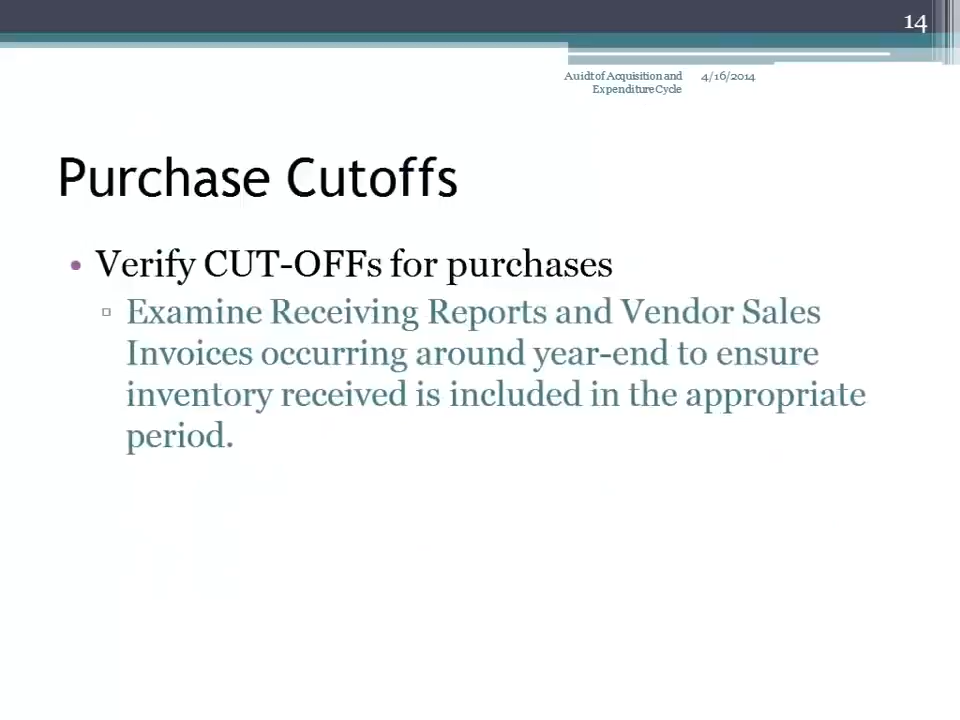 14
Auidt of Acquisition and 4/16/2014
Expenditure Cycle
Purchase Cutoffs
• Verify CUT-OFFs for purchases
▫ Examine Receiving Reports and Vendor Sales
Invoices occurring around year-end to ensure
inventory received is included in the appropriate
period.